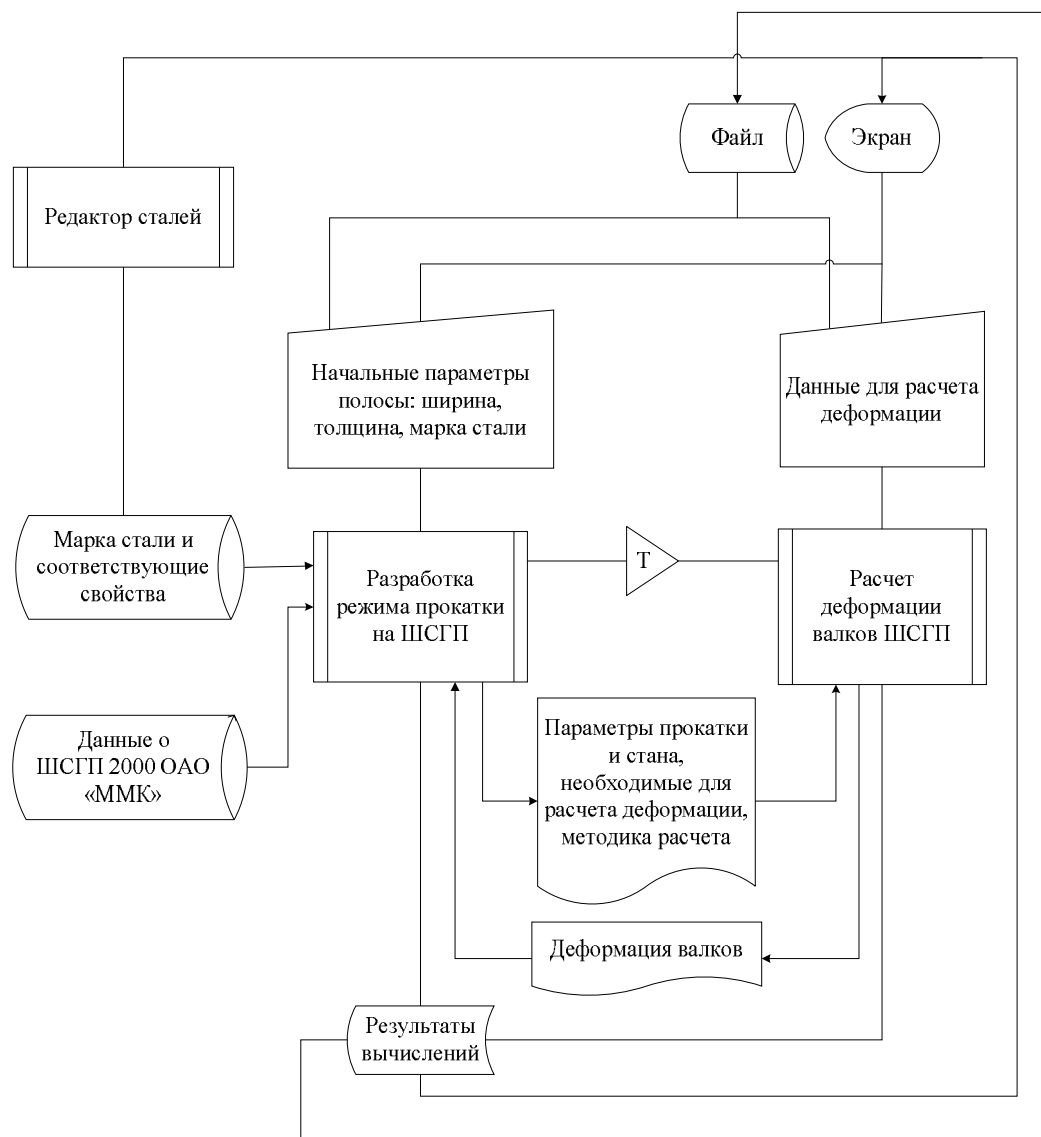 Файл
Экран
Редактор сталей
Начальные параметры
полосы: ширина,
толщина, марка стали
Данные для расчета
деформации
Марка стали и
соответствующие
свойства
Разработка
режима прокатки
на ШСГП
Т
Расчет
деформации
валков ШСГП
Данные о
ШСГП 2000 ОАО
«ММК»
Параметры прокатки
и стана,
необходимые для
расчета деформации,
методика расчета
Деформация валков
Результаты
вычислений